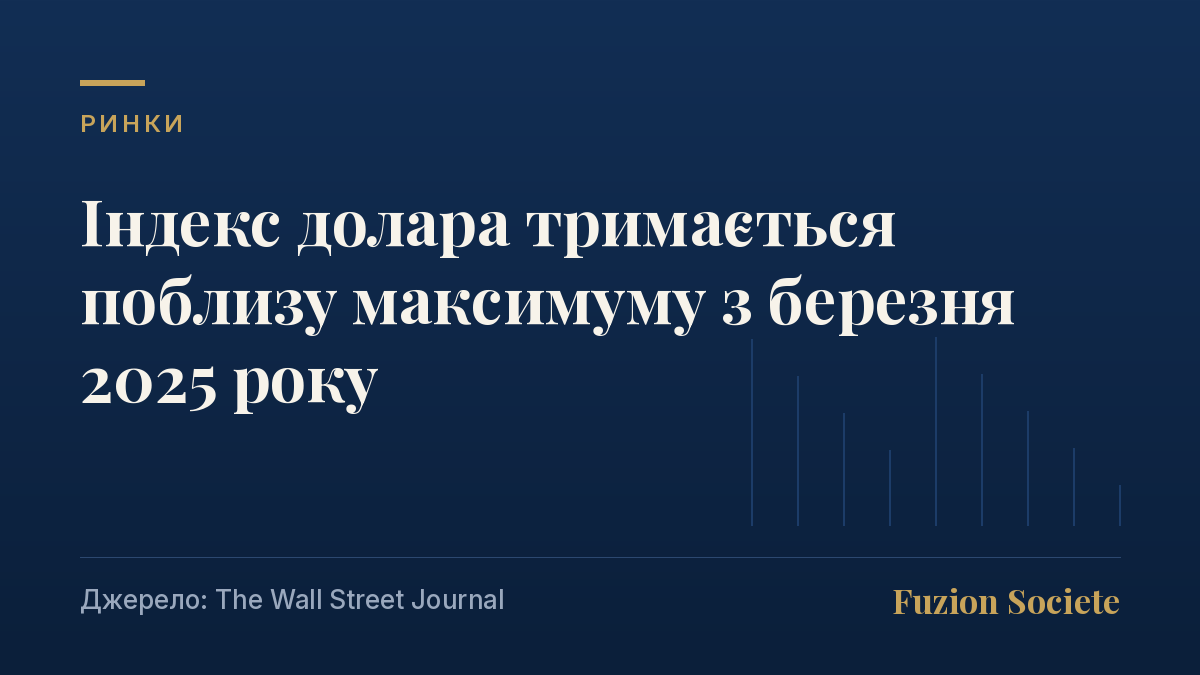 РИНКИ
Індекс долара тримається
поблизу максимуму з березня
2025 року
Джерело: The Wall Street Journal
Fuzion Societe